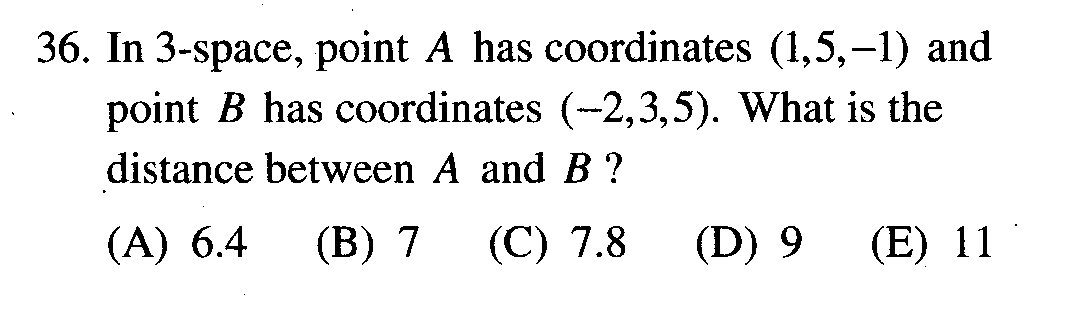 36. In 3-space, point A has coordinates (1,5,−1) and
point B has coordinates (−2,3,5). What is the
distance between A and B ?
(A) 6.4 (B) 7 (C) 7.8 (D) 9 (E) 11